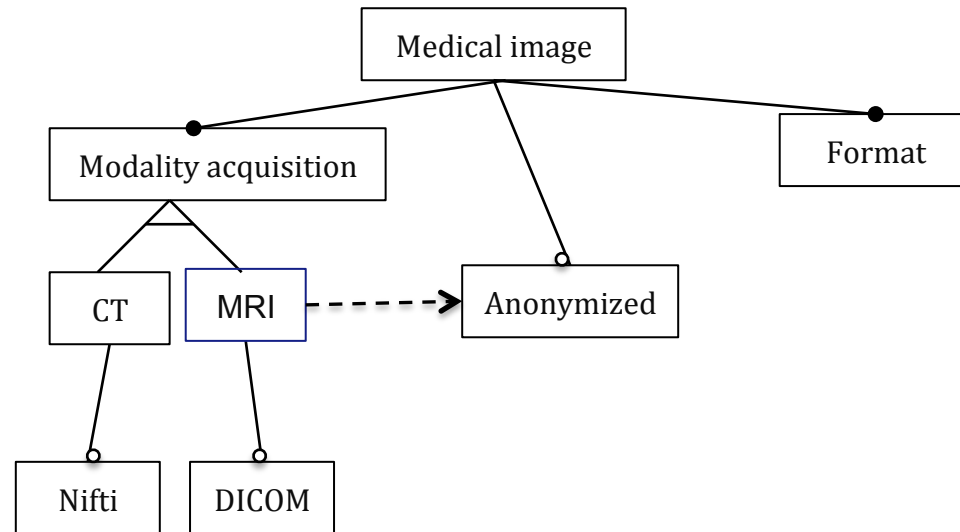 Medical image
Modality acquisition
Format
CT
MRI
Anonymized
Nifti
DICOM